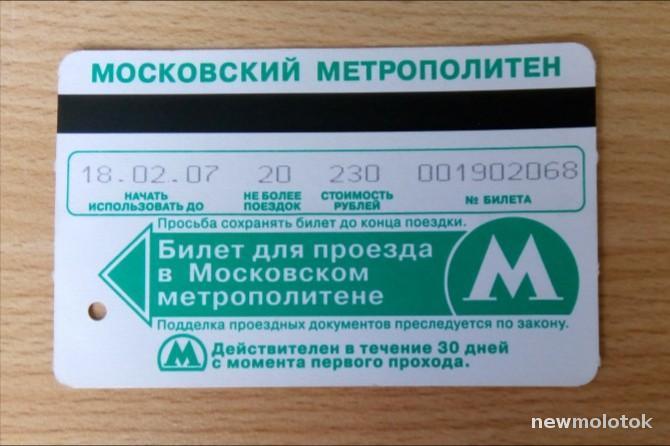 МОСКОВСКИЙ МЕТРОПОЛИТЕН
18.02.07 20 230 001902068
НАЧАТЬ ИСПОЛЬЗОВАТЬ ДО
НЕ БОЛЕЕ ПОЕЗДОК
СТОИМОСТЬ РУБЛЕЙ
№ БИЛЕТА
Просьба сохранять билет до конца поездки.
Билет для проезда
в Московском
метрополитене
М
Подделка проездных документов преследуется по закону.
М
Действителен в течение 30 дней
с момента первого прохода.
newmolotok